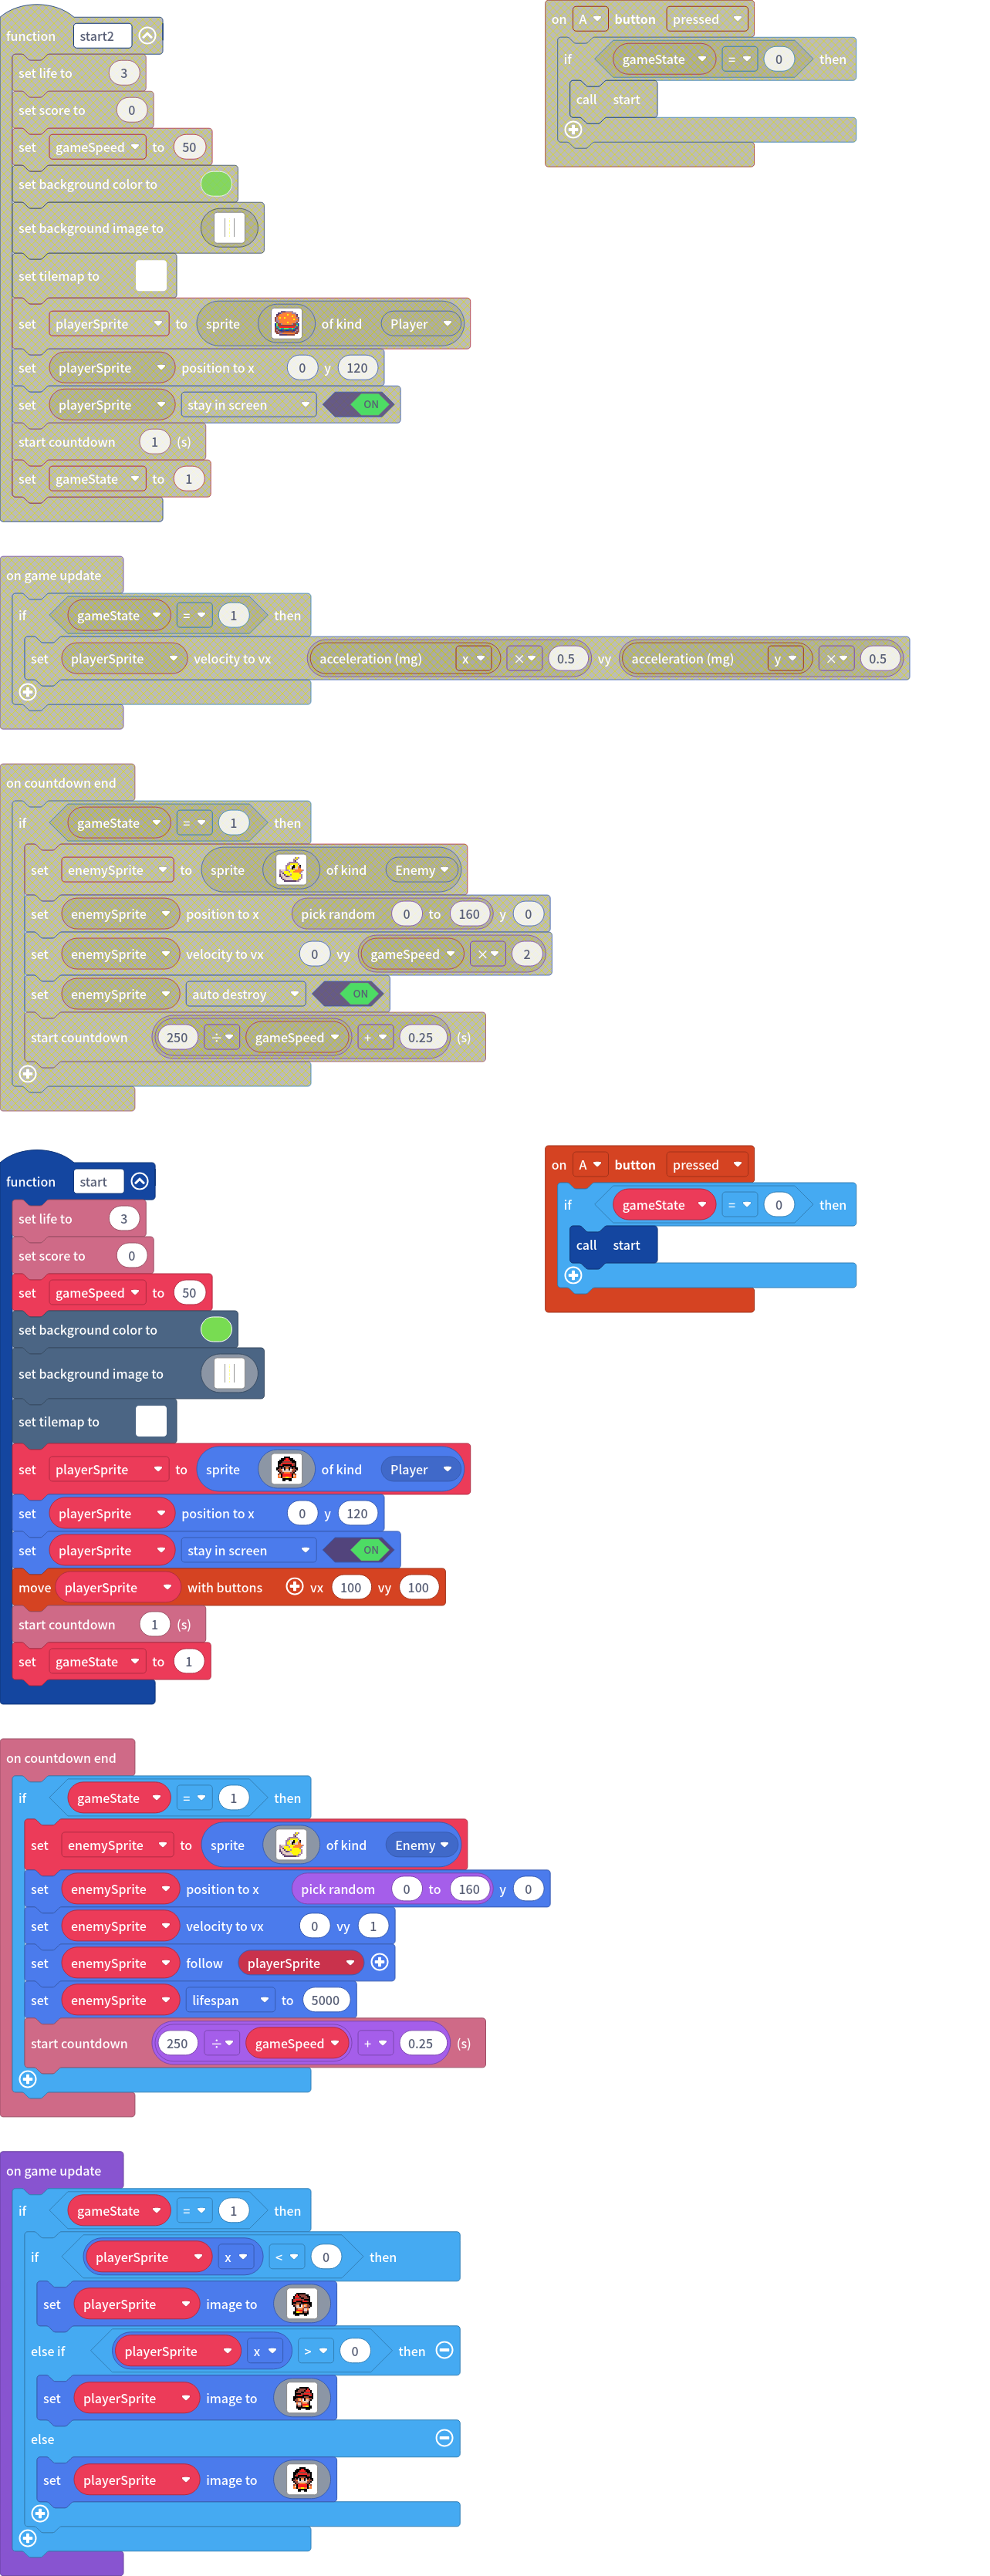 function start2
set life to 3
set score to 0
set gameSpeed to 50
set background color to
set background image to
set tilemap to
set playerSprite to sprite of kind Player
set playerSprite position to x 0 y 120
set playerSprite stay in screen ON
start countdown 1 (s)
set gameState to 1
on A button pressed
if gameState = 0 then
call start
on game update
if gameState = 1 then
set playerSprite velocity to vx acceleration (mg) x × 0.5 vy acceleration (mg) y × 0.5
on countdown end
if gameState = 1 then
set enemySprite to sprite of kind Enemy
set enemySprite position to x pick random 0 to 160 y 0
set enemySprite velocity to vx 0 vy gameSpeed × 2
set enemySprite auto destroy ON
start countdown 250 ÷ gameSpeed + 0.25 (s)
function start
set life to 3
set score to 0
set gameSpeed to 50
set background color to
set background image to
set tilemap to
set playerSprite to sprite of kind Player
set playerSprite position to x 0 y 120
set playerSprite stay in screen ON
move playerSprite with buttons vx 100 vy 100
start countdown 1 (s)
set gameState to 1
on A button pressed
if gameState = 0 then
call start
on countdown end
if gameState = 1 then
set enemySprite to sprite of kind Enemy
set enemySprite position to x pick random 0 to 160 y 0
set enemySprite velocity to vx 0 vy 1
set enemySprite follow playerSprite
set enemySprite lifespan to 5000
start countdown 250 ÷ gameSpeed + 0.25 (s)
on game update
if gameState = 1 then
if playerSprite x < 0 then
set playerSprite image to
else if playerSprite x > 0 then
set playerSprite image to
else
set playerSprite image to